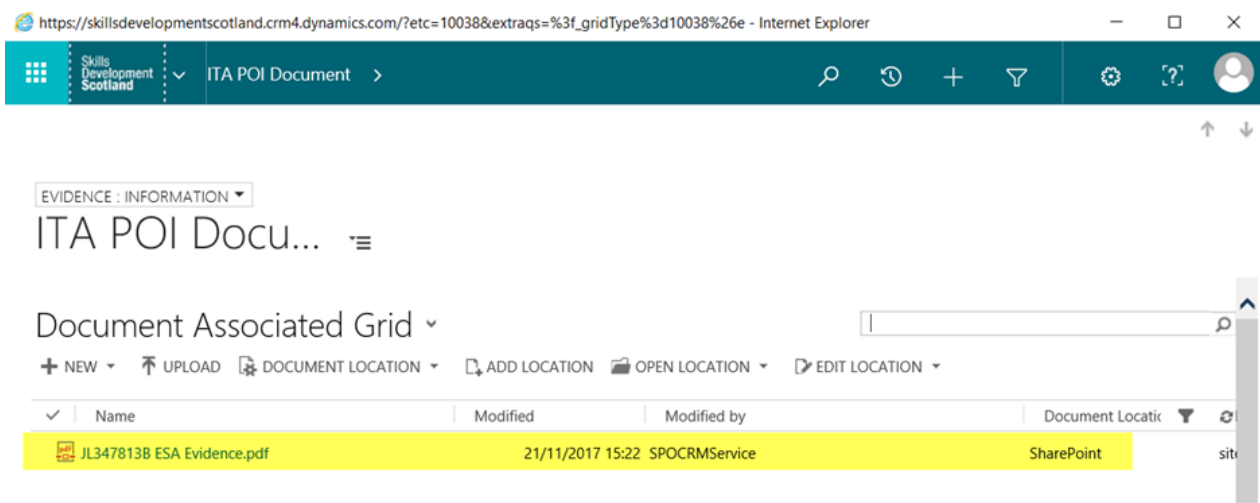 https://skillsdevelopmentscotland.crm4.dynamics.com/?etc=10038&extraqs=%3f_gridType%3d10038%26e - Internet Explorer
Skills
Development
Scotland
ITA POI Document >
EVIDENCE : INFORMATION
ITA POI Docu...
Document Associated Grid
NEW UPLOAD DOCUMENT LOCATION ADD LOCATION OPEN LOCATION EDIT LOCATION
Name Modified Modified by Document Locatic
JL347813B ESA Evidence.pdf 21/11/2017 15:22 SPOCRMService SharePoint site